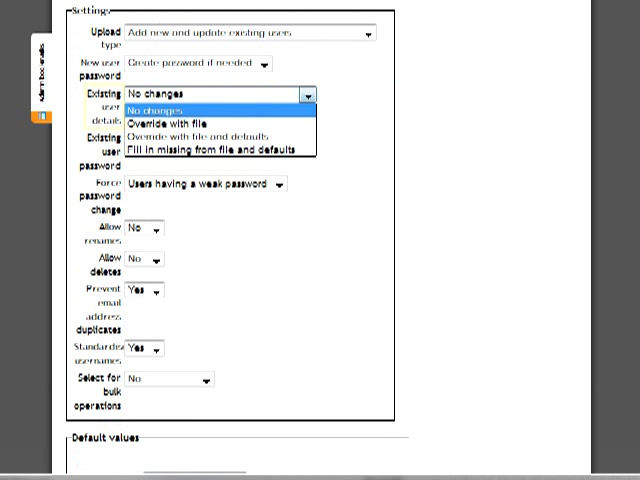 Settings
Upload type
Add new and update existing users
New user password
Create password if needed
Admin bookmarks
Existing user details
No changes
No changes
Override with file
Override with file and defaults
Fill in missing from file and defaults
Existing user password
Force password change
Users having a weak password
Allow renames
No
Allow deletes
No
Prevent email address duplicates
Yes
Standardise usernames
Yes
Select for bulk operations
No
Default values